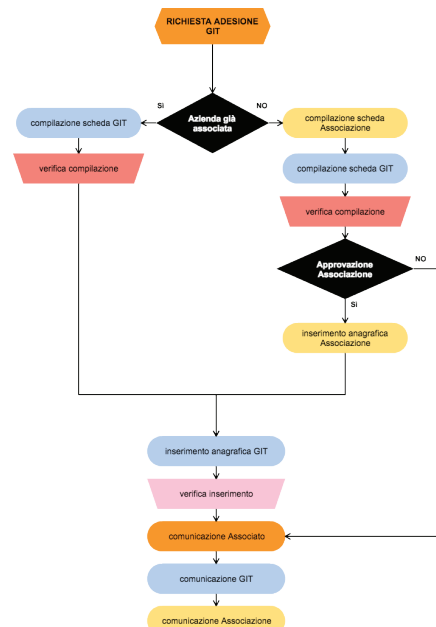 RICHIESTA ADESIONE
GIT
Sì
NO
Azienda già
associata
compilazione scheda GIT
compilazione scheda
Associazione
verifica compilazione
compilazione scheda GIT
verifica compilazione
Approvazione
Associazione
NO
Sì
inserimento anagrafica
Associazione
inserimento anagrafica GIT
verifica inserimento
comunicazione Associato
comunicazione GIT
comunicazione Associazione